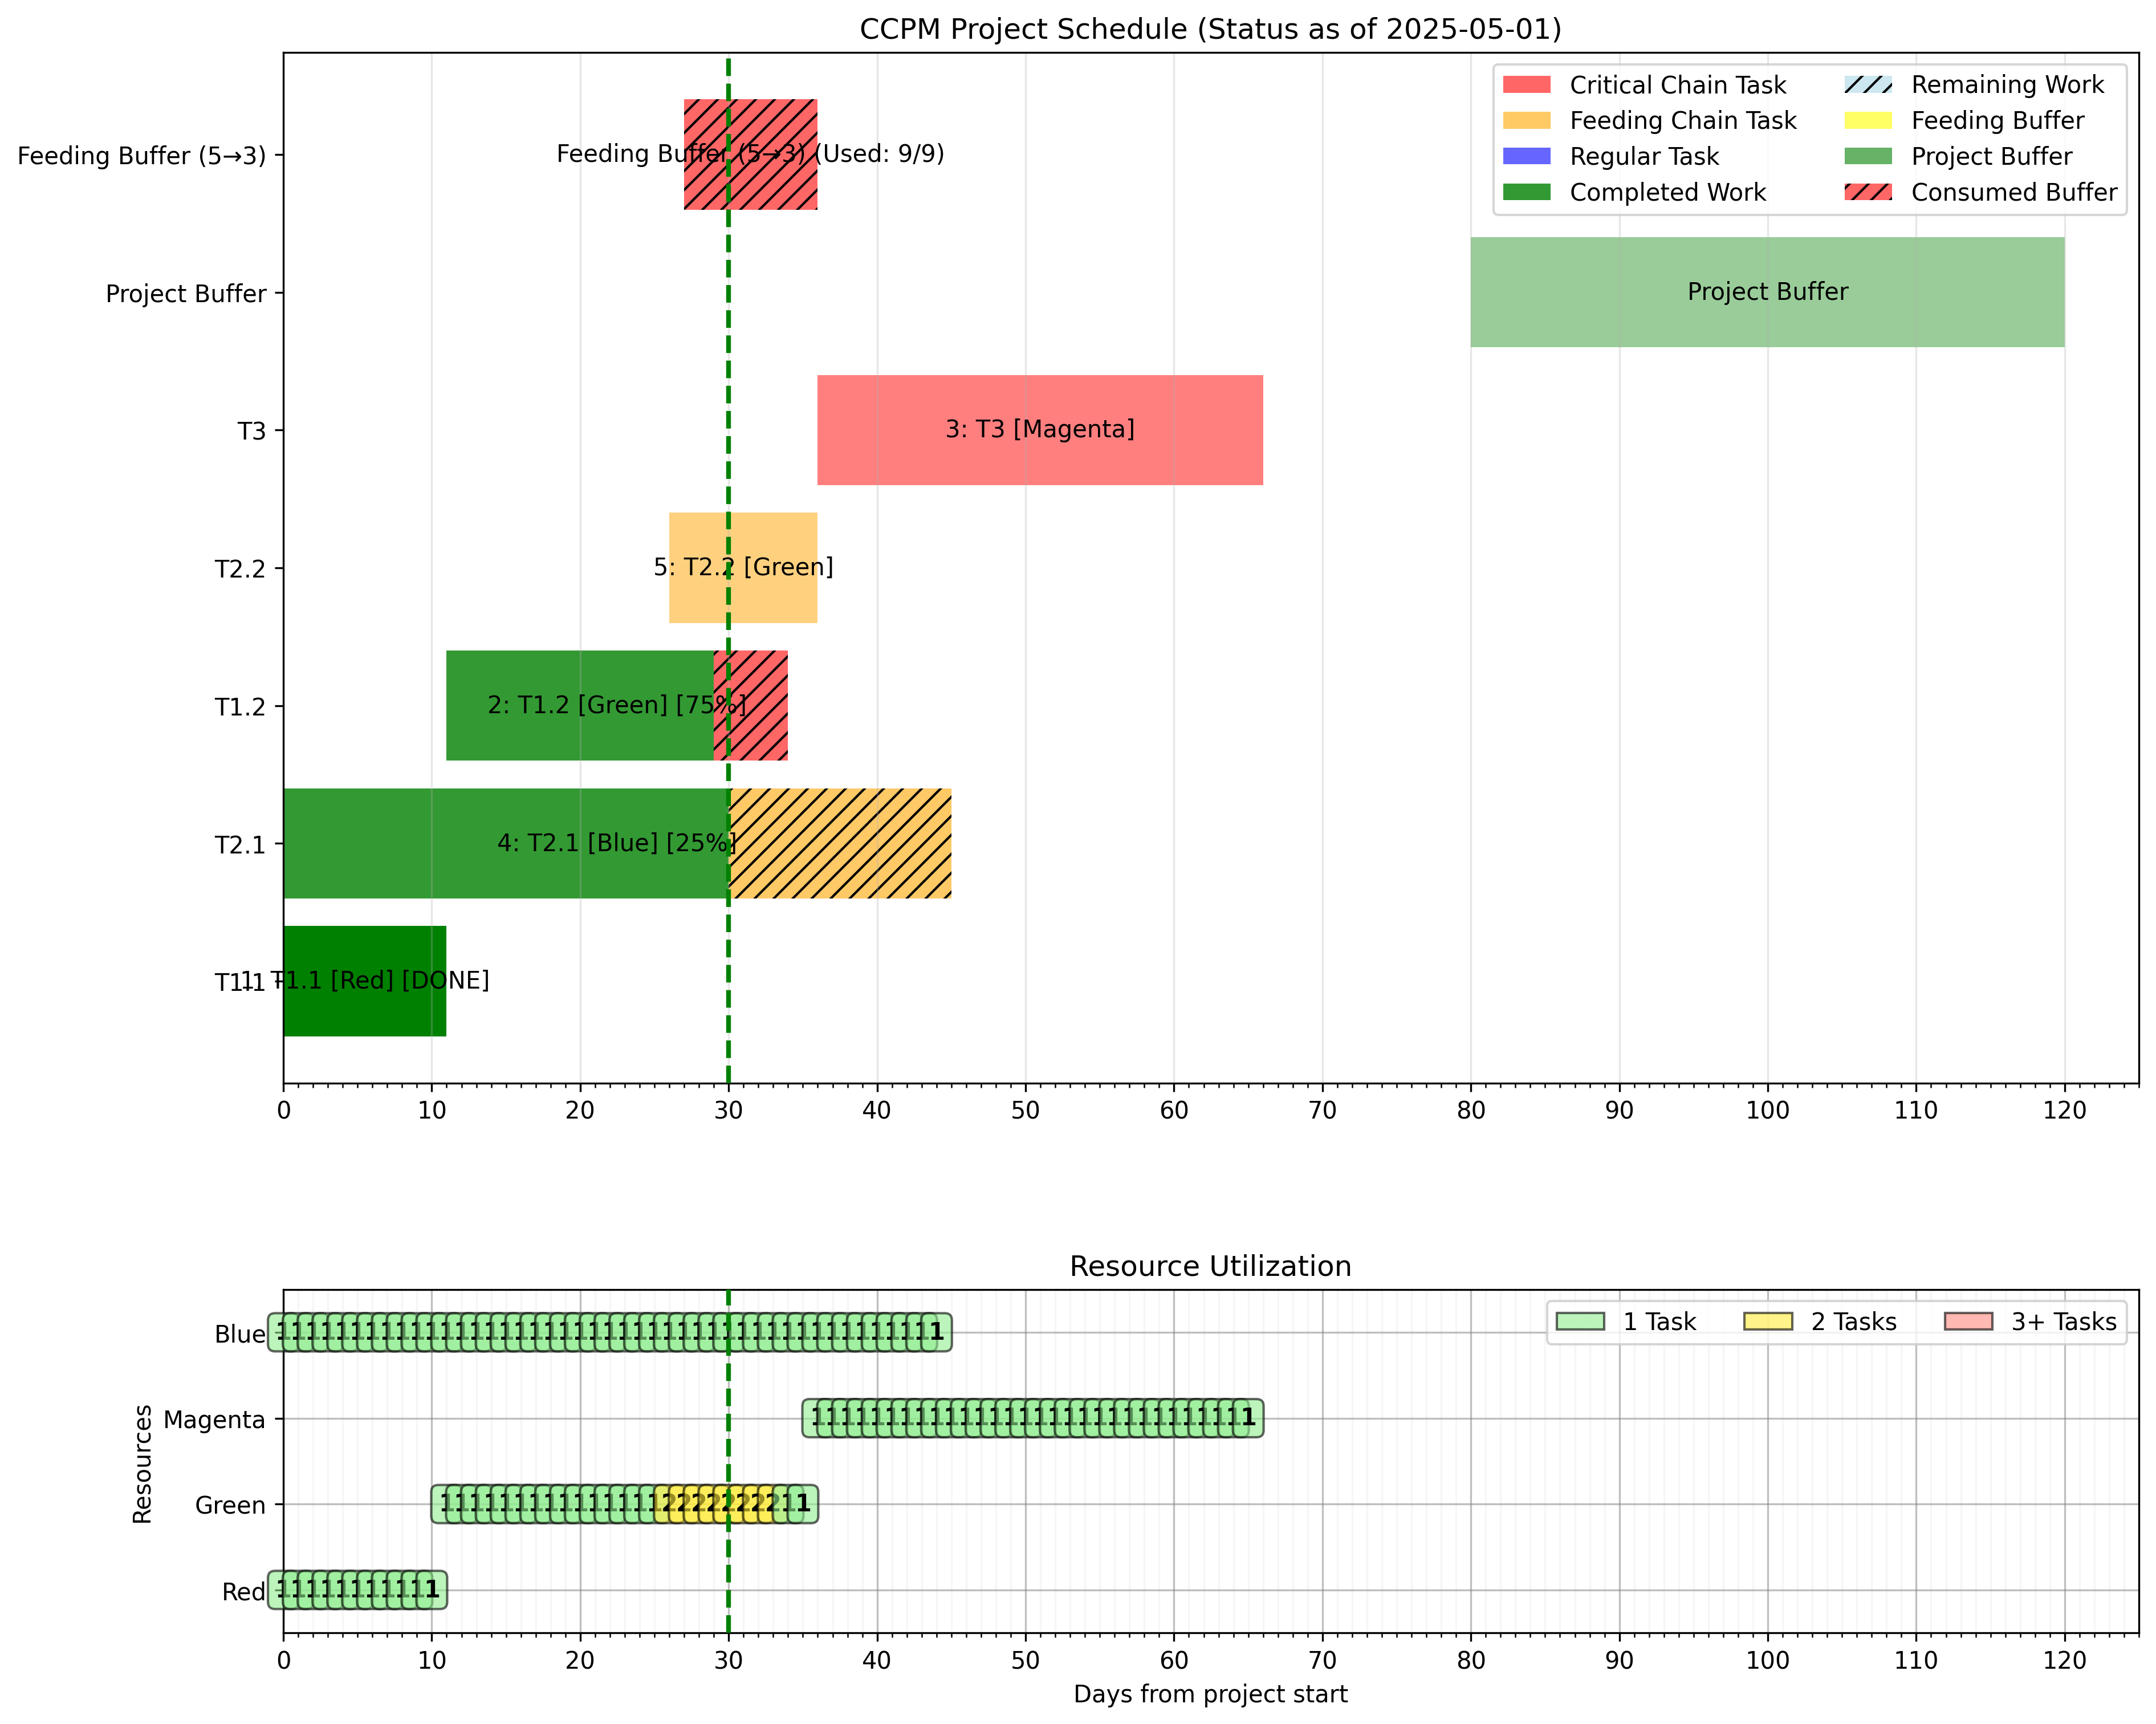 CCPM Project Schedule (Status as of 2025-05-01)
Critical Chain Task
Feeding Chain Task
Regular Task
Completed Work
Remaining Work
Feeding Buffer
Project Buffer
Consumed Buffer
Feeding Buffer (5→3)
Feeding Buffer (5→3) (Used: 9/9)
Project Buffer
Project Buffer
T3
3: T3 [Magenta]
T2.2
5: T2.2 [Green]
T1.2
2: T1.2 [Green] [75%]
T2.1
4: T2.1 [Blue] [25%]
T1.1
T1.1 [Red] [DONE]
0 10 20 30 40 50 60 70 80 90 100 110 120
Resource Utilization
1 Task 2 Tasks 3+ Tasks
Resources
Blue
Magenta
Green
Red
0 10 20 30 40 50 60 70 80 90 100 110 120
Days from project start